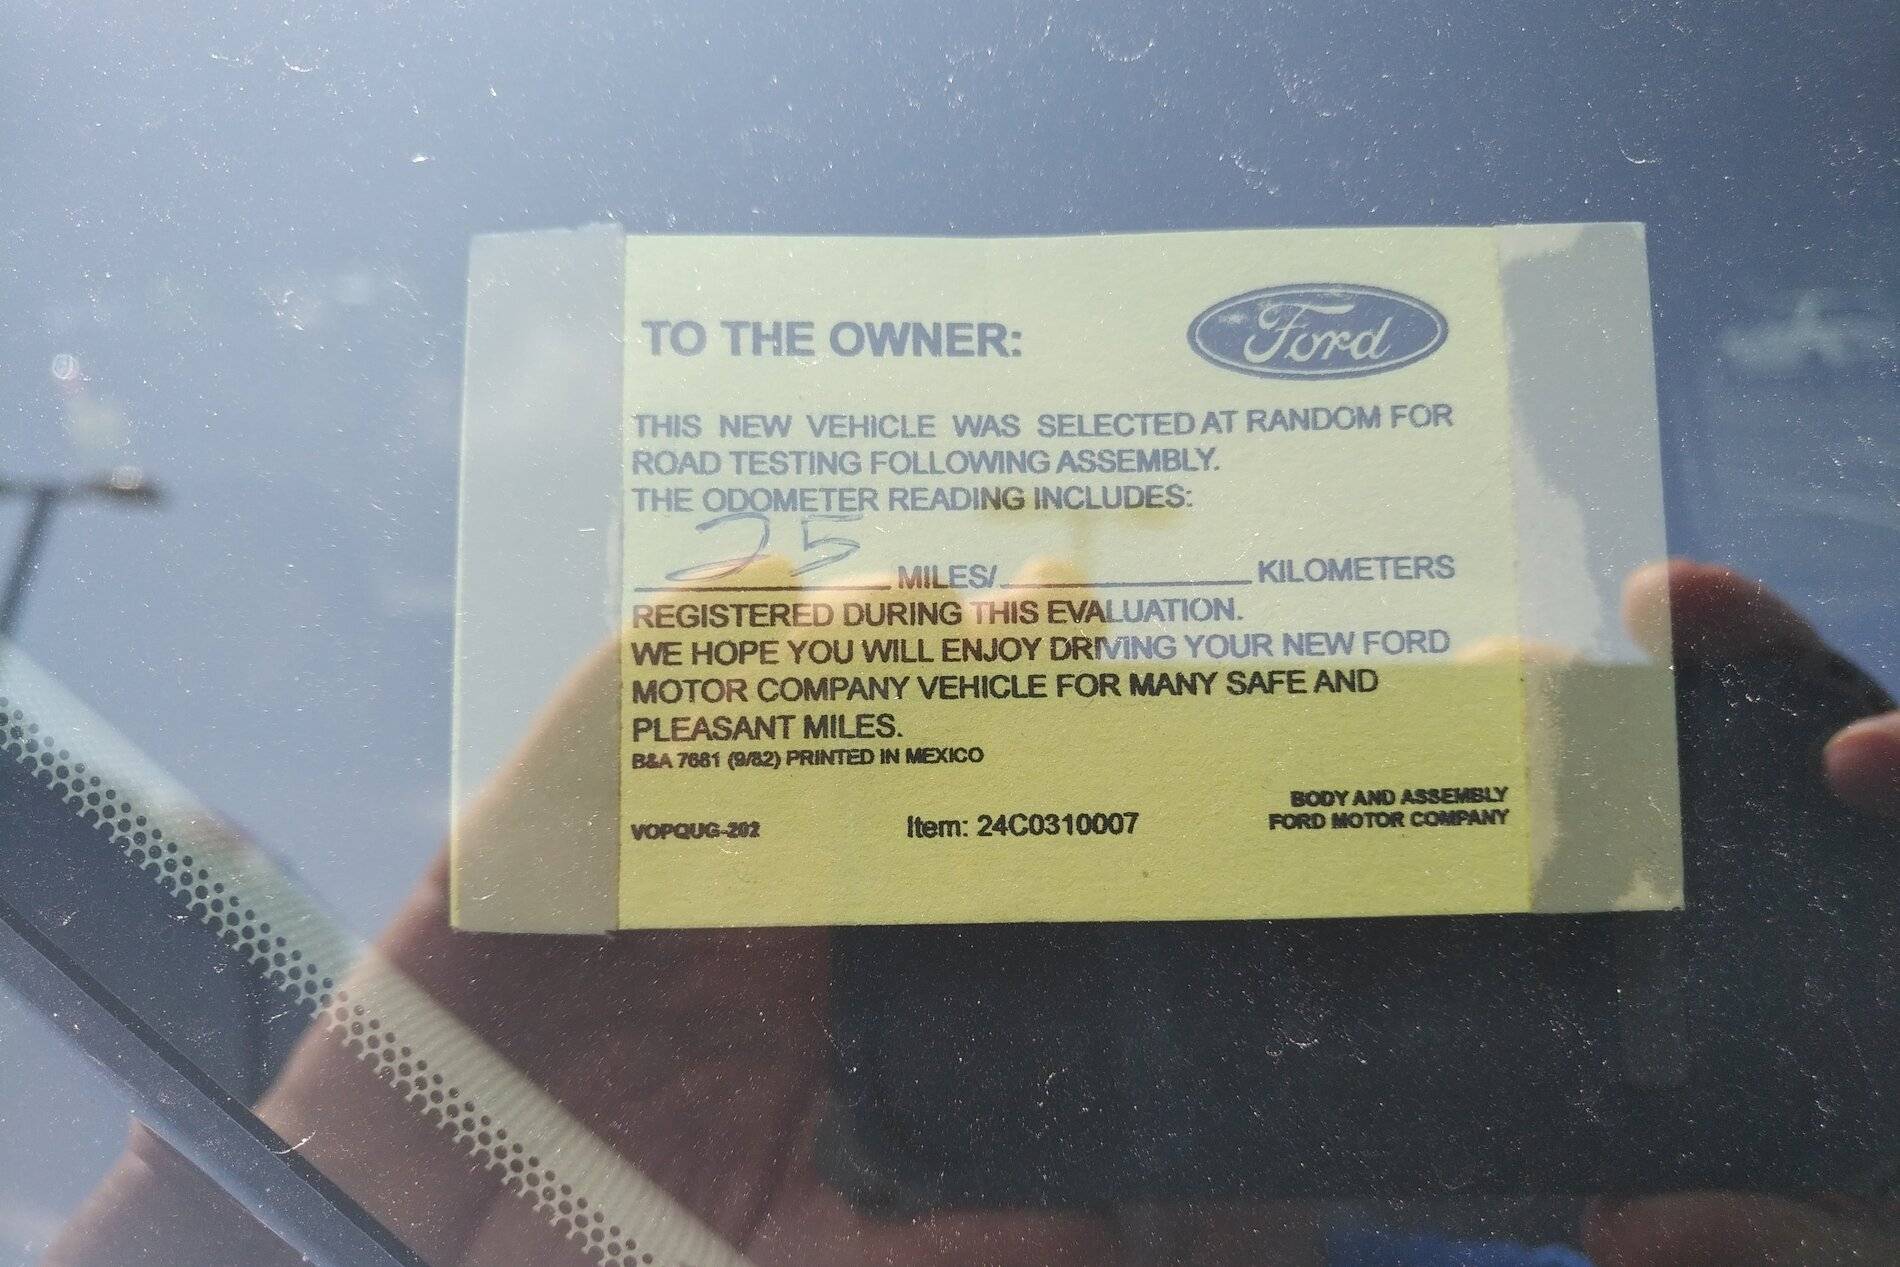 TO THE OWNER:
Ford
THIS NEW VEHICLE WAS SELECTED AT RANDOM FOR
ROAD TESTING FOLLOWING ASSEMBLY.
THE ODOMETER READING INCLUDES:
25 MILES/ KILOMETERS
REGISTERED DURING THIS EVALUATION.
WE HOPE YOU WILL ENJOY DRIVING YOUR NEW FORD
MOTOR COMPANY VEHICLE FOR MANY SAFE AND
PLEASANT MILES.
B&A 7681 (9/82) PRINTED IN MEXICO
BODY AND ASSEMBLY
VOPQUG-202 Item: 24C0310007 FORD MOTOR COMPANY